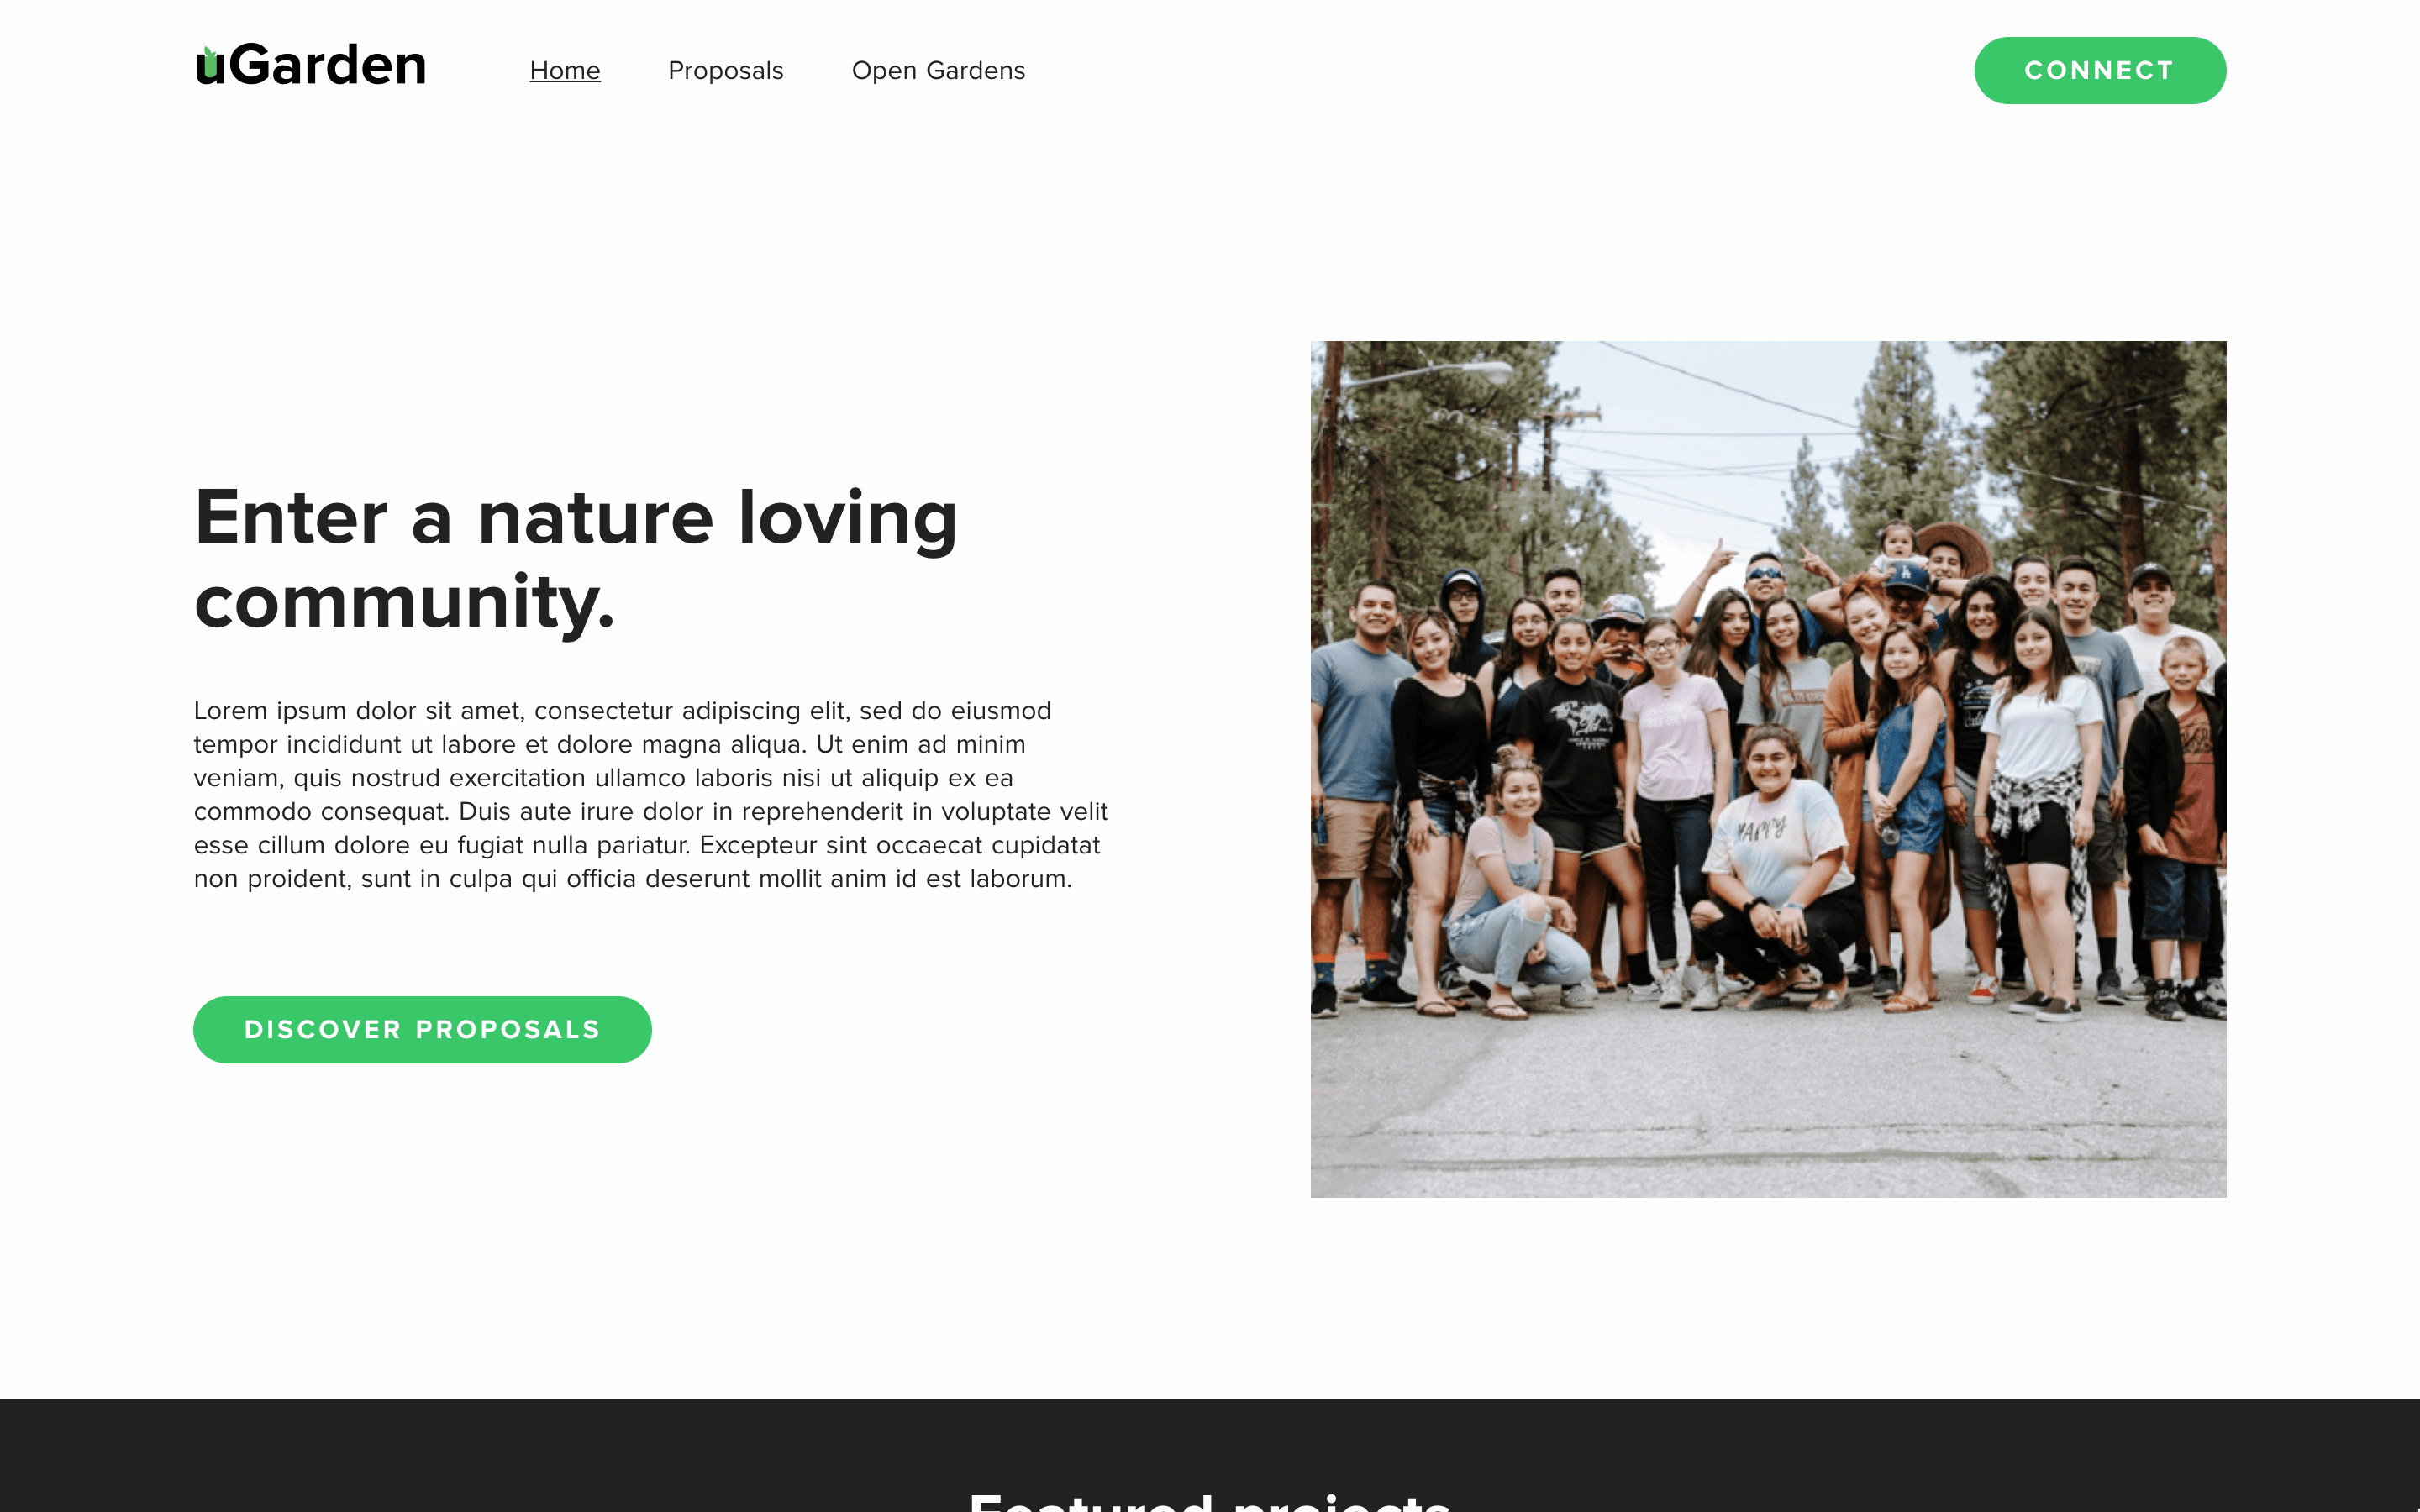 uGarden
Home
Proposals
Open Gardens
CONNECT
Enter a nature loving
community.
Lorem ipsum dolor sit amet, consectetur adipiscing elit, sed do eiusmod
tempor incididunt ut labore et dolore magna aliqua. Ut enim ad minim
veniam, quis nostrud exercitation ullamco laboris nisi ut aliquip ex ea
commodo consequat. Duis aute irure dolor in reprehenderit in voluptate velit
esse cillum dolore eu fugiat nulla pariatur. Excepteur sint occaecat cupidatat
non proident, sunt in culpa qui officia deserunt mollit anim id est laborum.
DISCOVER PROPOSALS
HAPPY
Featured projects